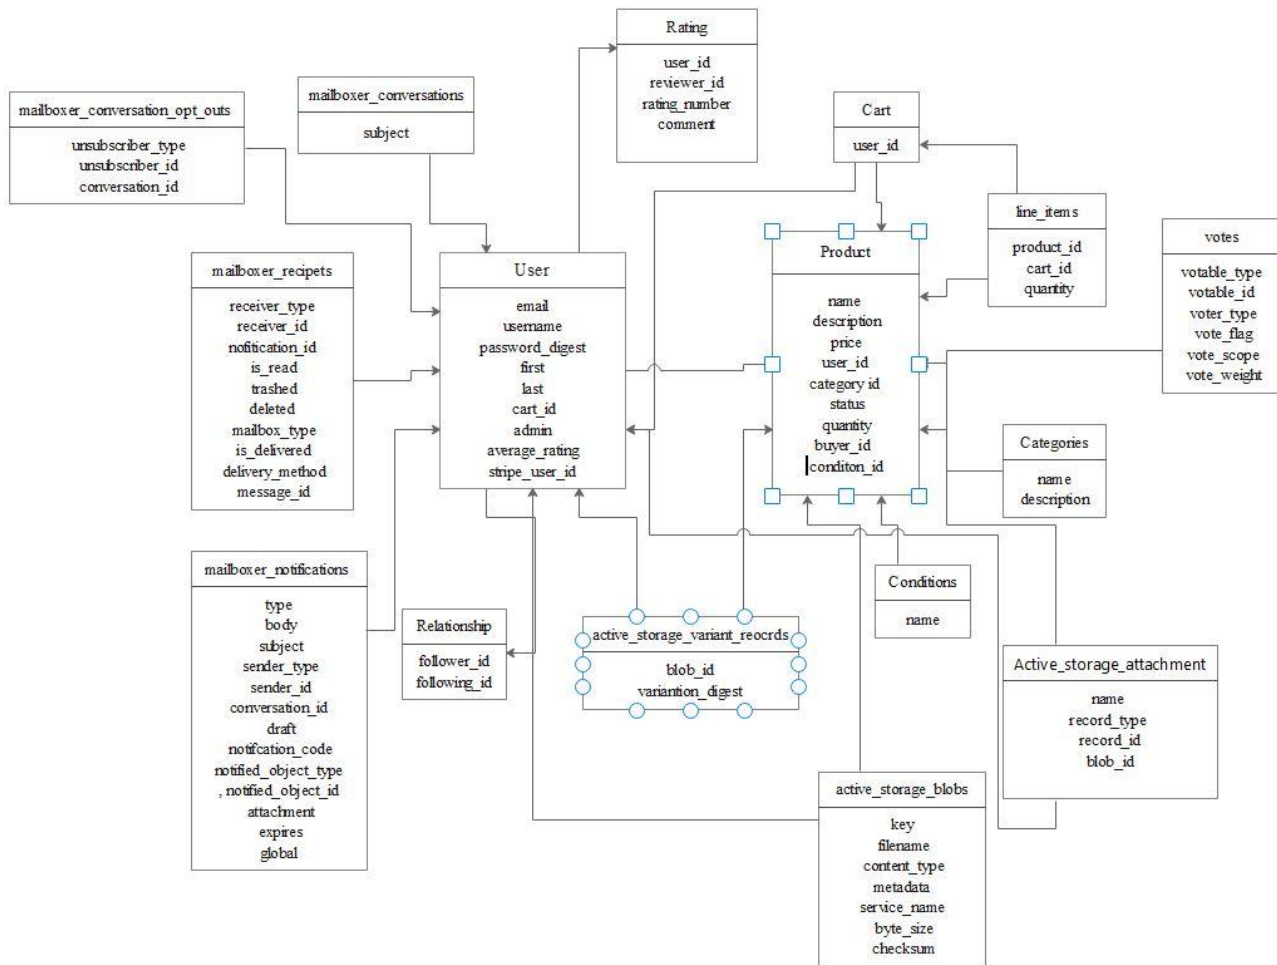 Rating
user_id
reviewer_id
rating_number
comment
mailboxer_conversations
subject
mailboxer_conversation_opt_outs
unsubscriber_type
unsubscriber_id
conversation_id
Cart
user_id
line_items
product_id
cart_id
quantity
votes
votable_type
votable_id
voter_type
vote_flag
vote_scope
vote_weight
mailboxer_recipets
receiver_type
receiver_id
nofitication_id
is_read
trashed
deleted
mailbox_type
is_delivered
delivery_method
message_id
User
email
username
password_digest
first
last
cart_id
admin
average_rating
stripe_user_id
Product
name
description
price
user_id
category id
status
quantity
buyer_id
conditon_id
Categories
name
description
mailboxer_notifications
type
body
subject
sender_type
sender_id
conversation_id
draft
notifcation_code
notified_object_type
, notified_object_id
attachment
expires
global
Relationship
follower_id
following_id
active_storage_variant_reocrds
blob_id
variantion_digest
Conditions
name
Active_storage_attachment
name
record_type
record_id
blob_id
active_storage_blobs
key
filename
content_type
metadata
service_name
byte_size
checksum